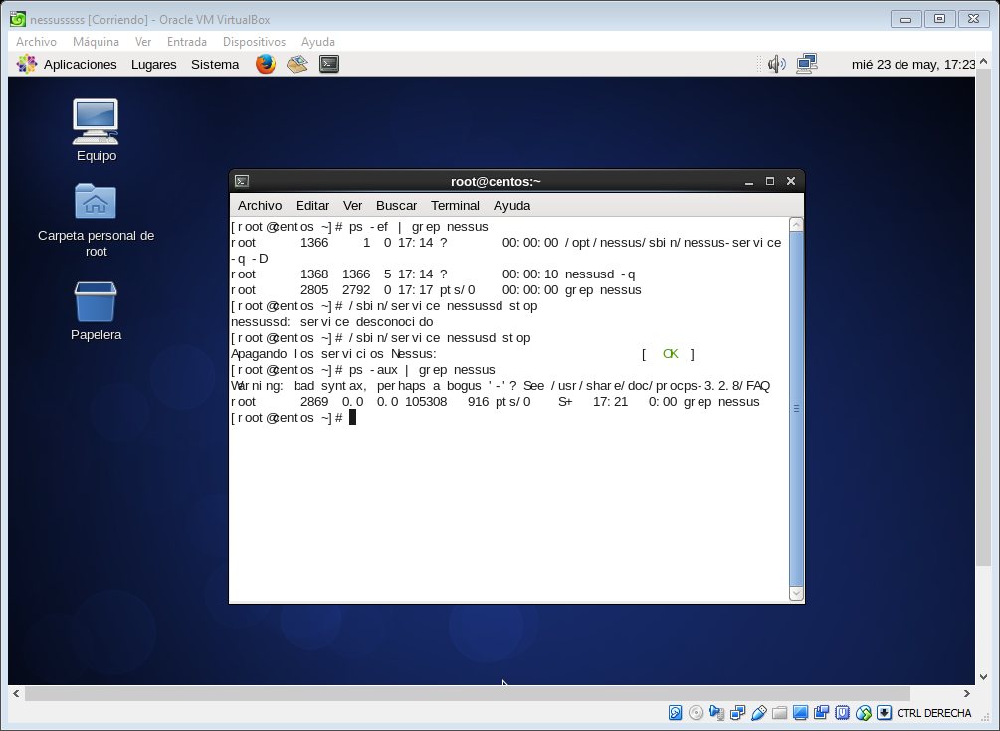 nessusssss [Corriendo] - Oracle VM VirtualBox
Archivo Máquina Ver Entrada Dispositivos Ayuda
Aplicaciones Lugares Sistema mié 23 de may, 17:23
Equipo
Carpeta personal de
root
Papelera
root@centos:~
Archivo Editar Ver Buscar Terminal Ayuda
[root@centos ~]# ps -ef | grep nessus
root 1366 1 0 17:14 ? 00:00:00 /opt/nessus/sbin/nessus-service
-q -D
root 1368 1366 5 17:14 ? 00:00:10 nessusd -q
root 2805 2792 0 17:17 pts/0 00:00:00 grep nessus
[root@centos ~]# /sbin/service nessussd stop
nessussd: service desconocido
[root@centos ~]# /sbin/service nessusd stop
Apagando los servicios Nessus: [ OK ]
[root@centos ~]# ps -aux | grep nessus
Warning: bad syntax, perhaps a bogus '-'? See /usr/share/doc/procps-3.2.8/FAQ
root 2869 0.0 0.0 105308 916 pts/0 S+ 17:21 0:00 grep nessus
[root@centos ~]#
CTRL DERECHA